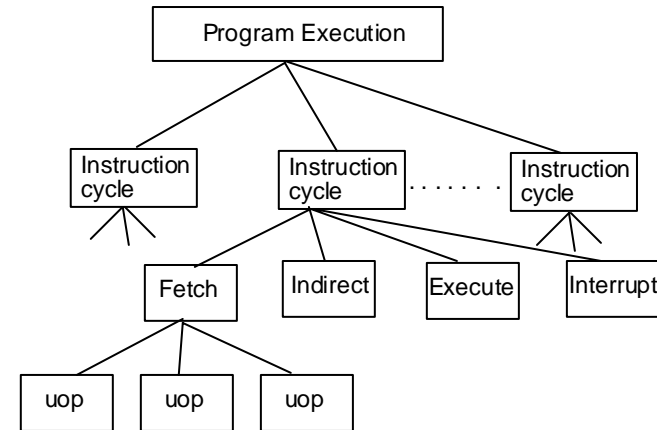 Program Execution
Instruction
cycle
Instruction
cycle
. . . . . . .
Instruction
cycle
Fetch
Indirect
Execute
Interrupt
uop
uop
uop